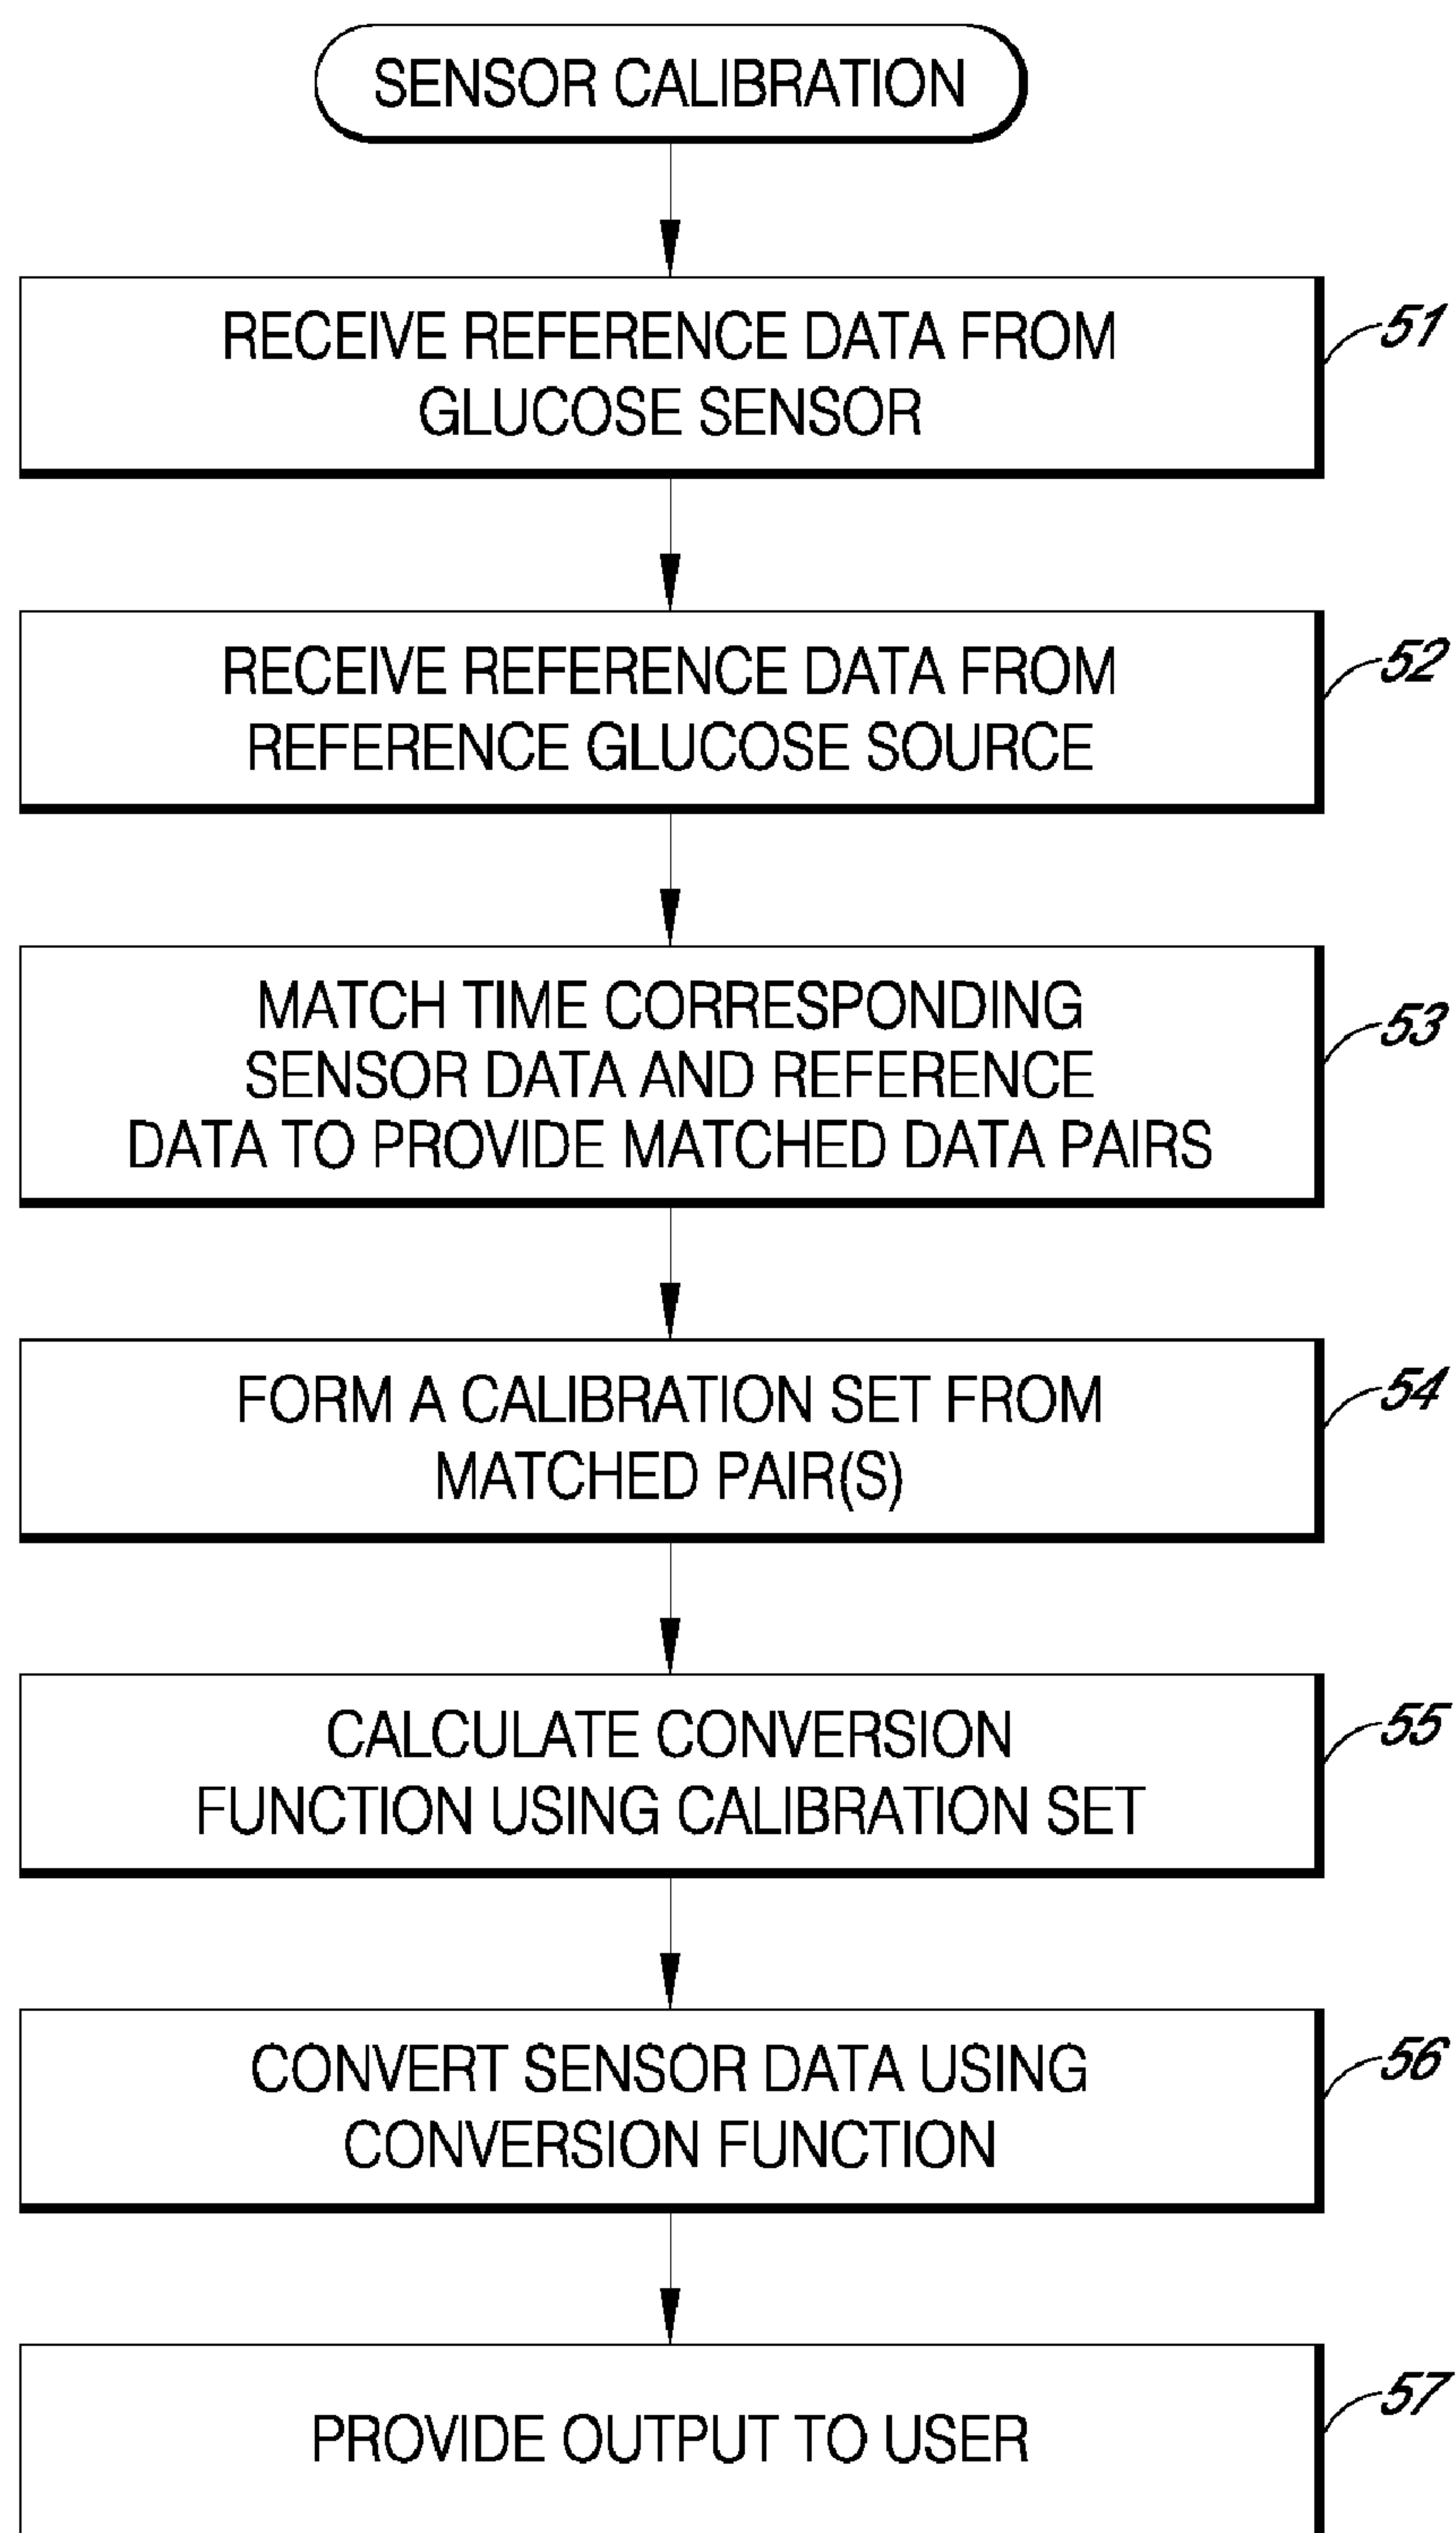 SENSOR CALIBRATION
RECEIVE REFERENCE DATA FROM
GLUCOSE SENSOR
51
RECEIVE REFERENCE DATA FROM
REFERENCE GLUCOSE SOURCE
52
MATCH TIME CORRESPONDING
SENSOR DATA AND REFERENCE
DATA TO PROVIDE MATCHED DATA PAIRS
53
FORM A CALIBRATION SET FROM
MATCHED PAIR(S)
54
CALCULATE CONVERSION
FUNCTION USING CALIBRATION SET
55
CONVERT SENSOR DATA USING
CONVERSION FUNCTION
56
PROVIDE OUTPUT TO USER
57